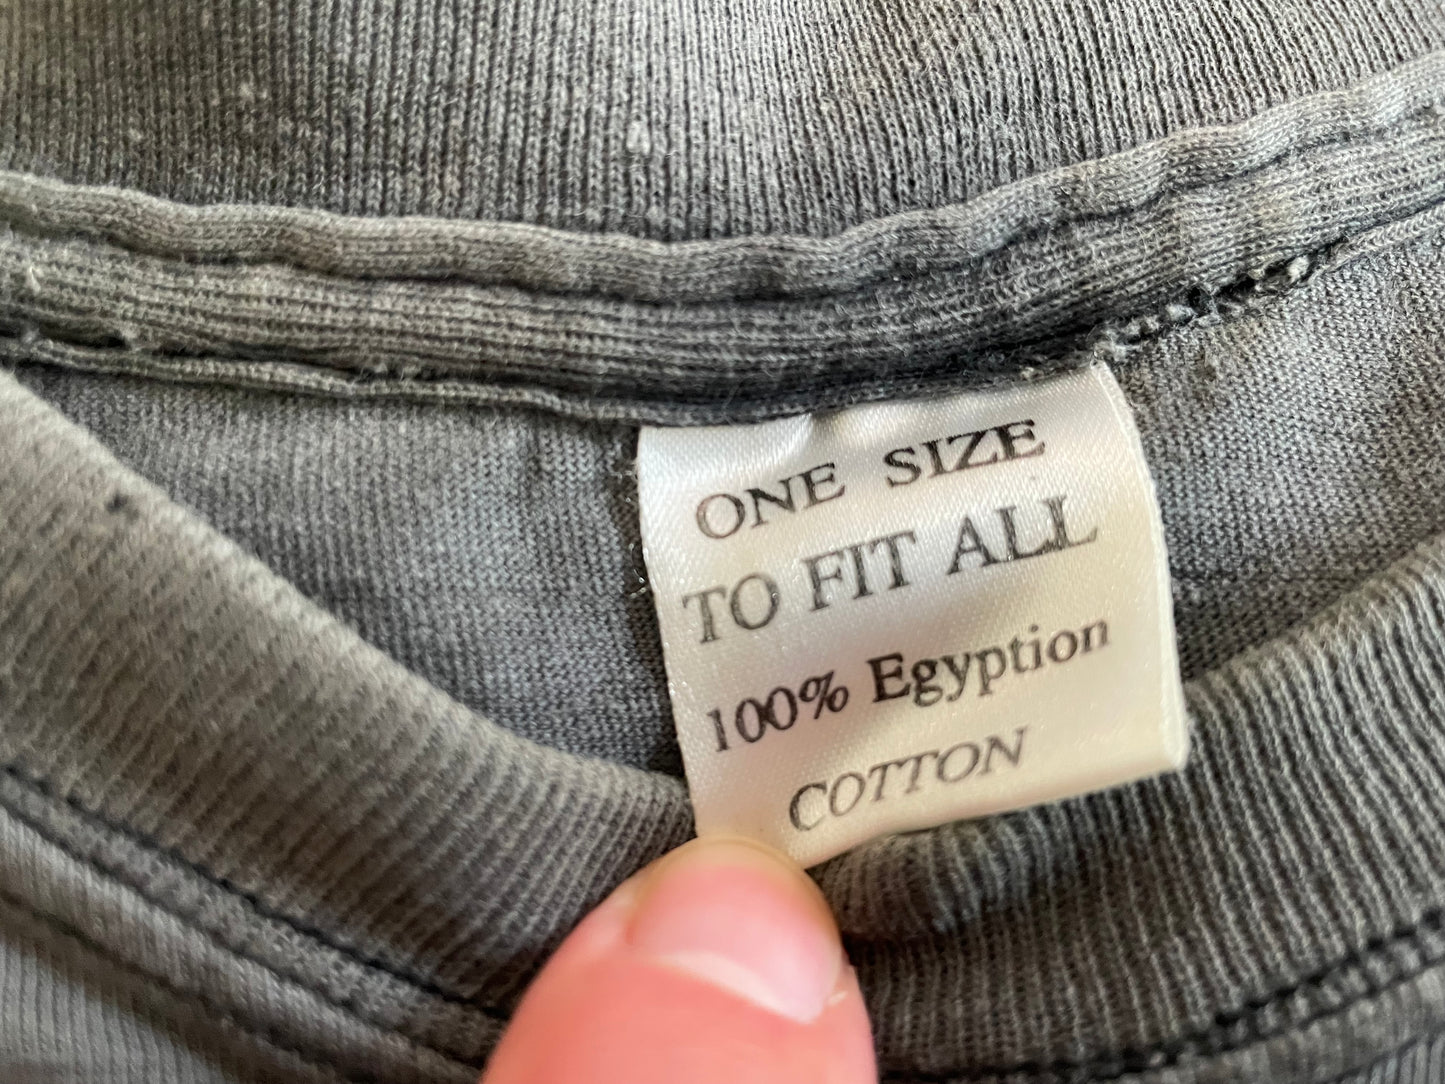 ONE SIZE
TO FIT ALL
100% Egyption
COTTON